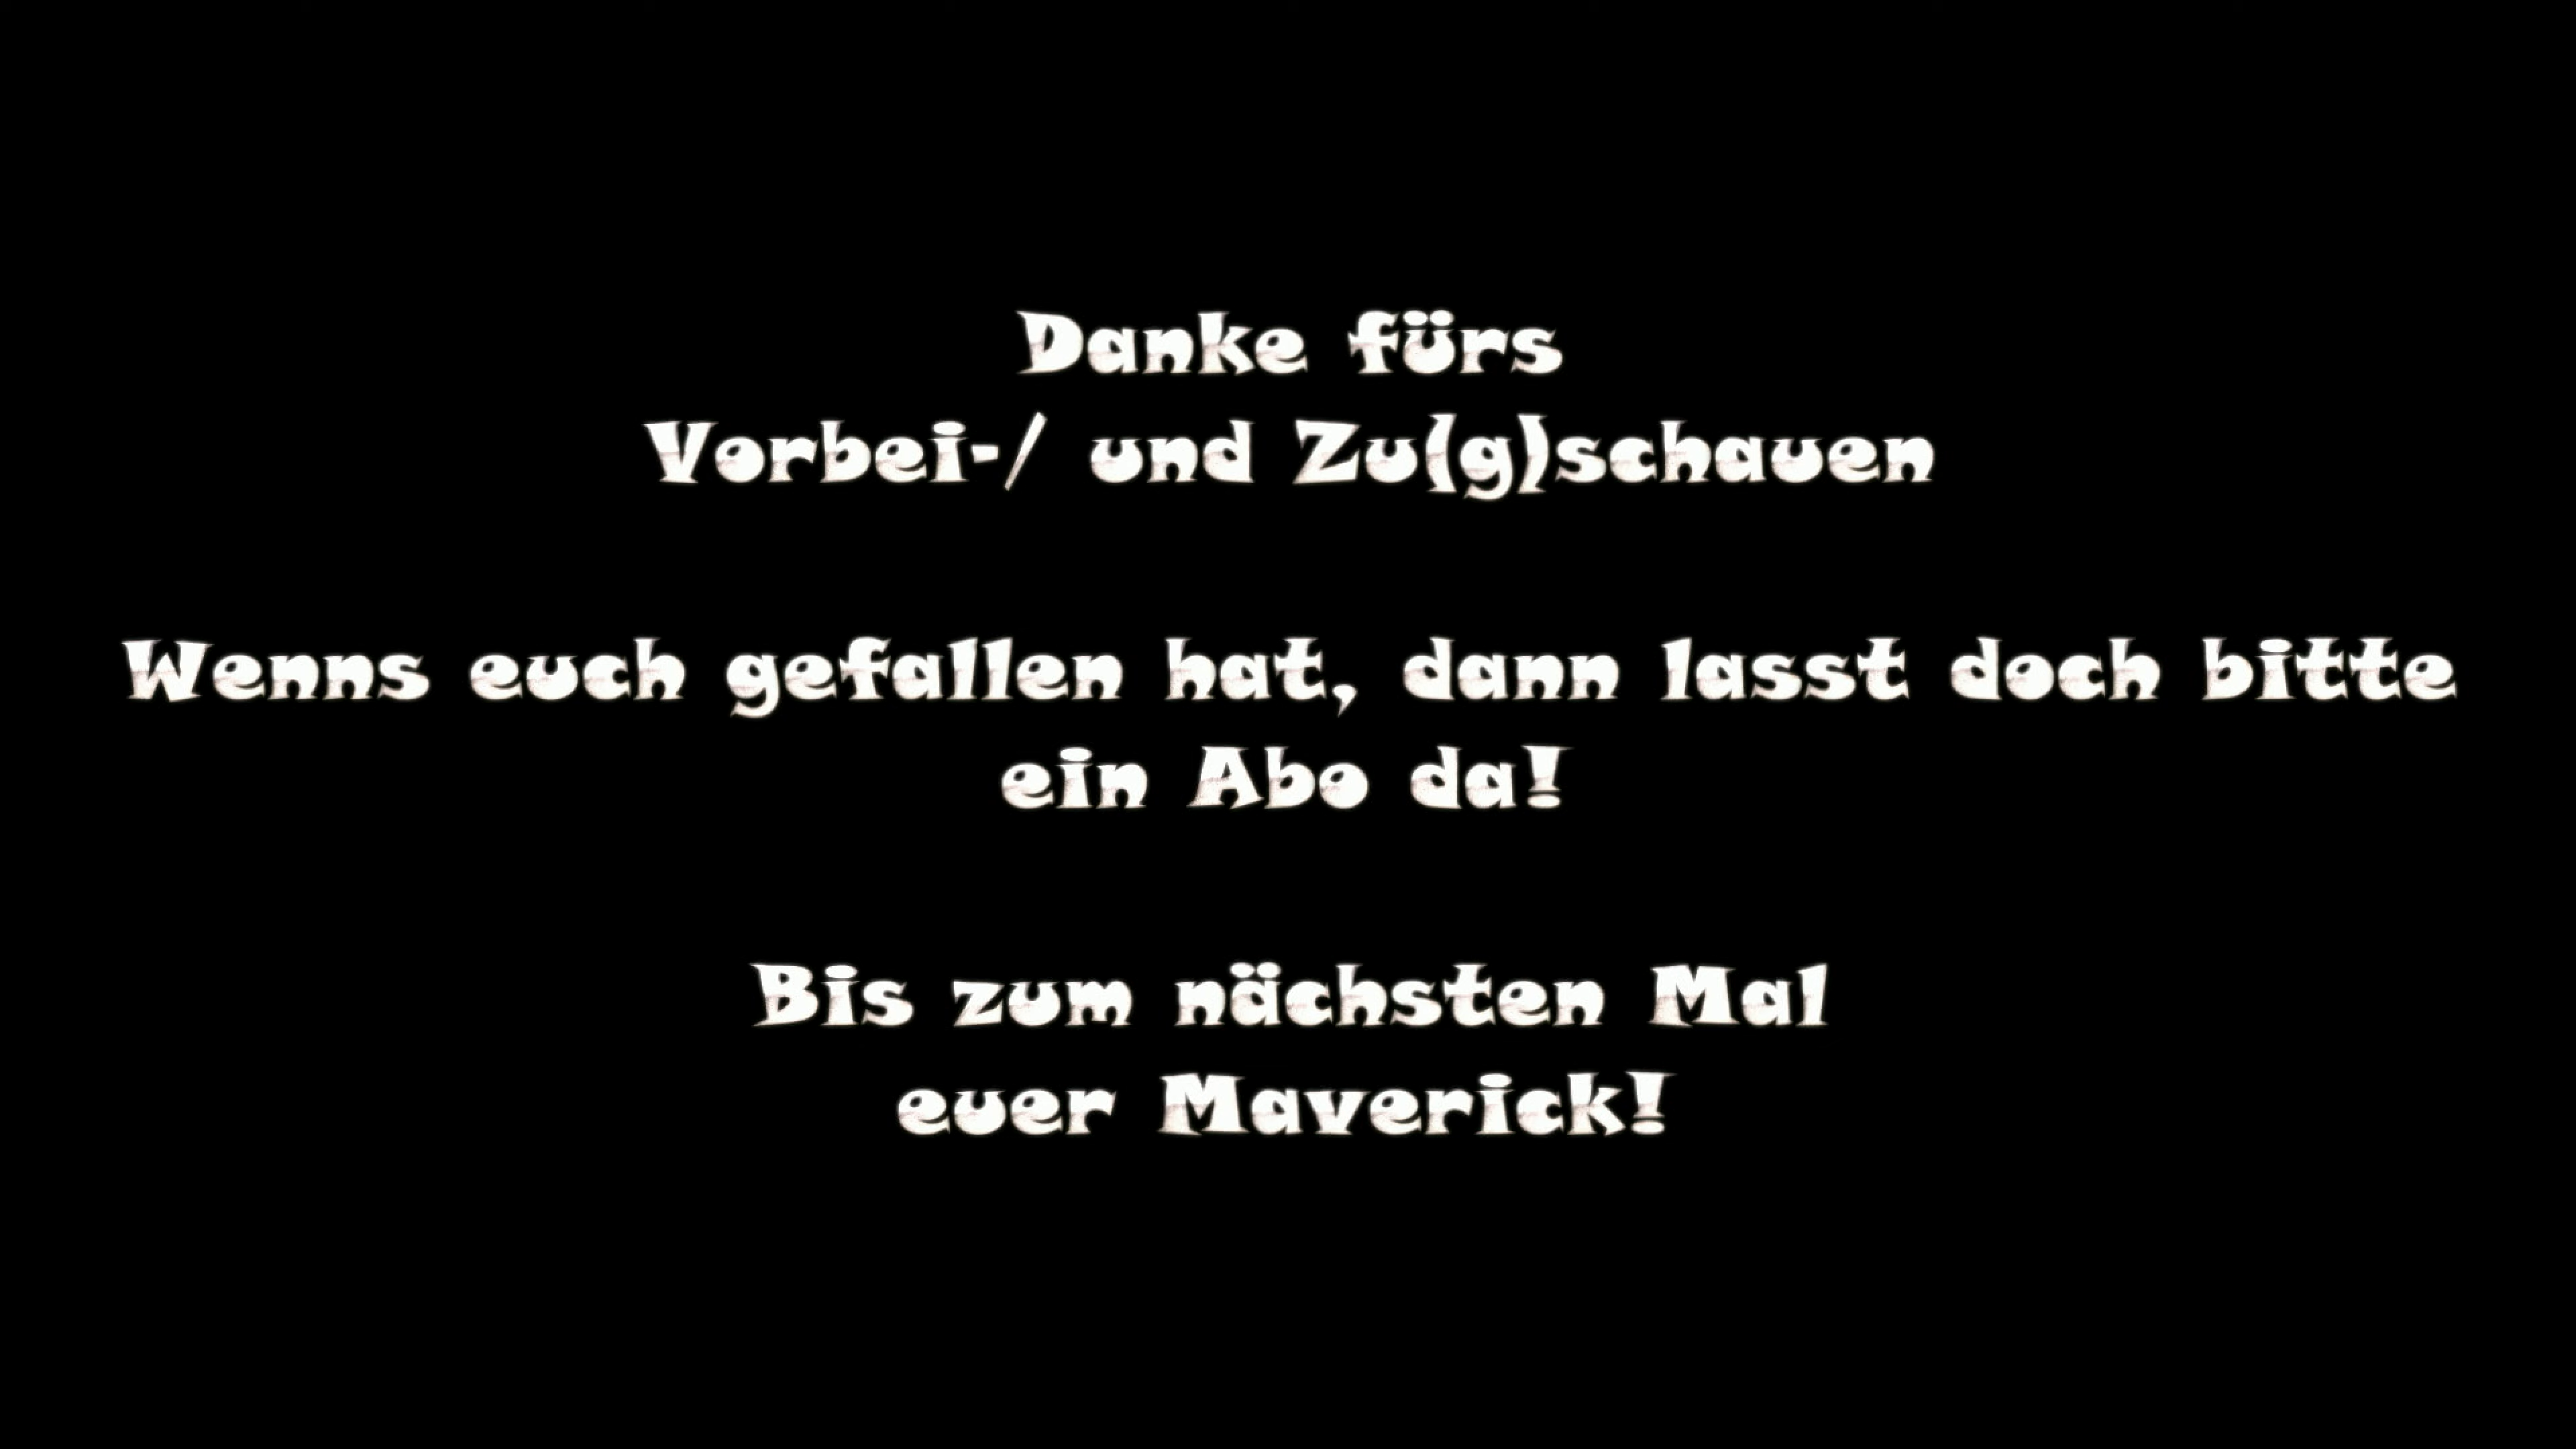 Danke fürs
Vorbei-/ und Zu(g)schauen
Wenns euch gefallen hat, dann lasst doch bitte
ein Abo da!
Bis zum nächsten Mal
euer Maverick!